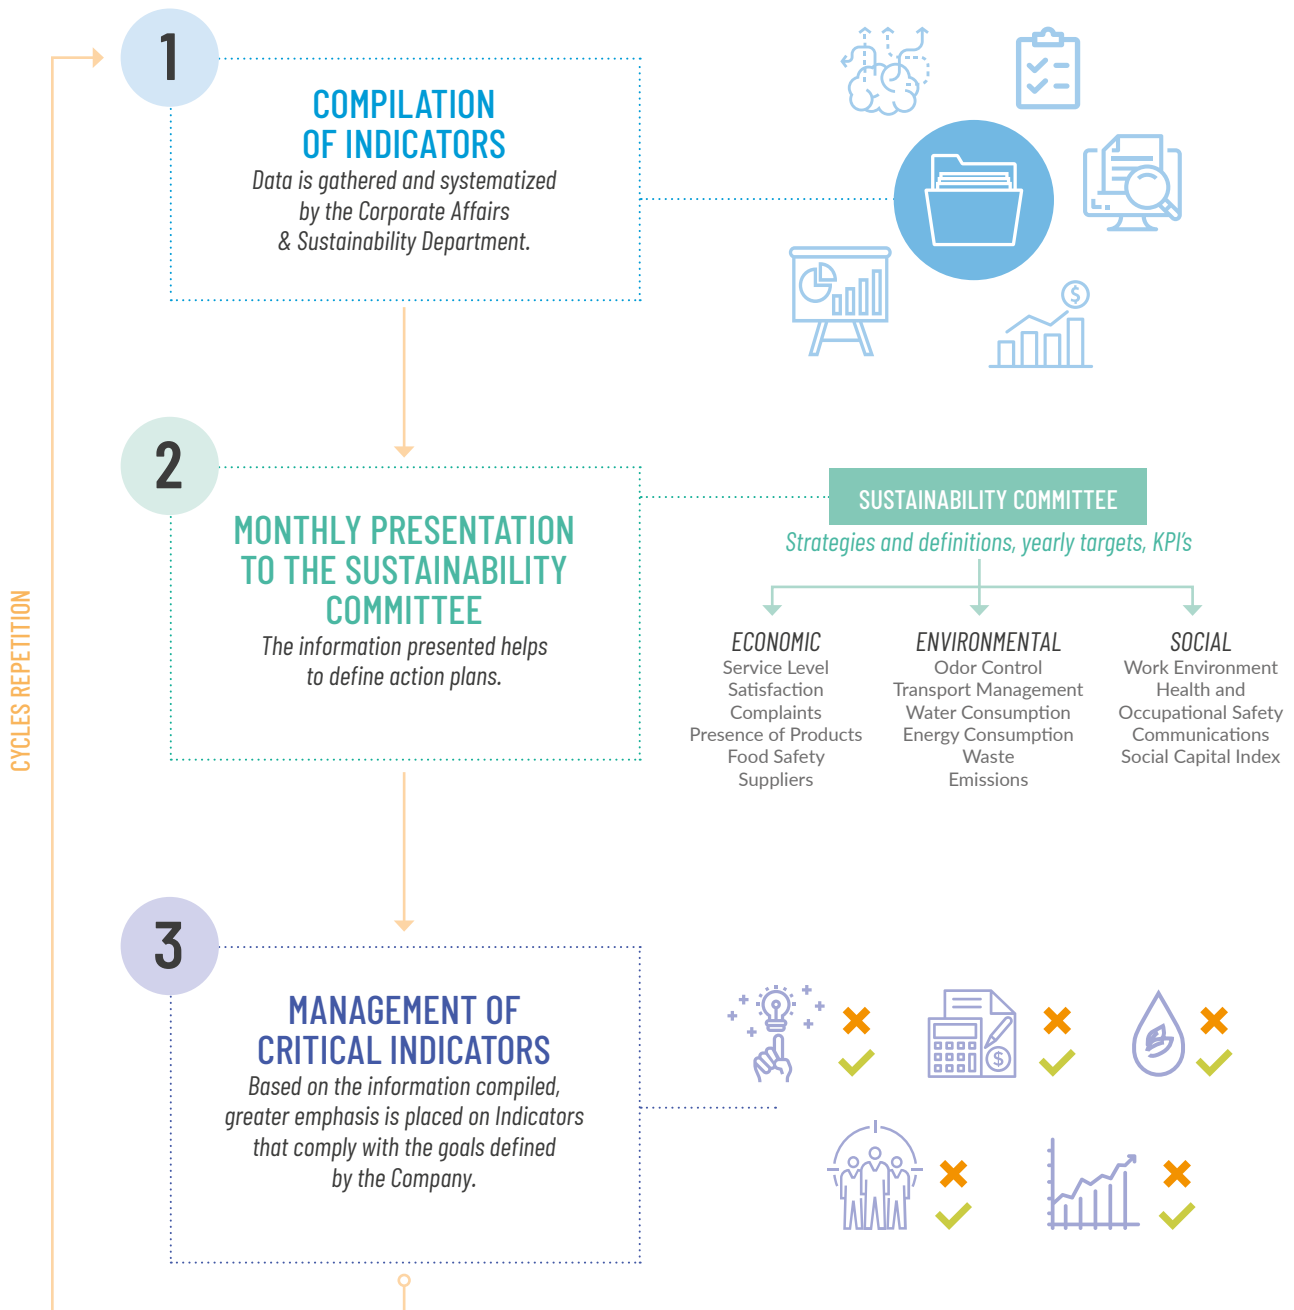 1
COMPILATION
OF INDICATORS
Data is gathered and systematized
by the Corporate Affairs
& Sustainability Department.
$
2
MONTHLY PRESENTATION
TO THE SUSTAINABILITY
COMMITTEE
The information presented helps
to define action plans.
SUSTAINABILITY COMMITTEE
Strategies and definitions, yearly targets, KPI's
ECONOMIC
Service Level
Satisfaction
Complaints
Presence of Products
Food Safety
Suppliers
ENVIRONMENTAL
Odor Control
Transport Management
Water Consumption
Energy Consumption
Waste
Emissions
SOCIAL
Work Environment
Health and
Occupational Safety
Communications
Social Capital Index
CYCLES REPETITION
3
MANAGEMENT OF
CRITICAL INDICATORS
Based on the information compiled,
greater emphasis is placed on Indicators
that comply with the goals defined
by the Company.
$